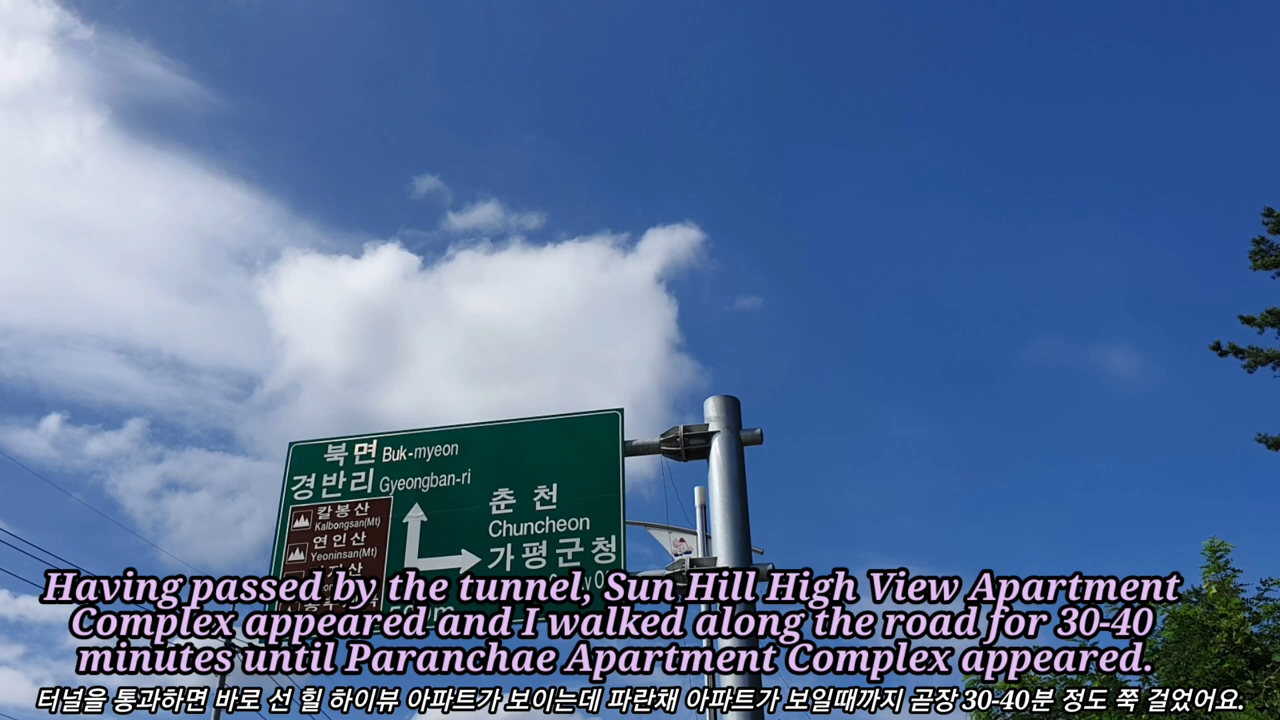 북면 Buk-myeon
경반리 Gyeongban-ri
칼봉산
Kalbongsan(Mt)
연인산
Yeoninsan(Mt)
춘천
Chuncheon
가평군청
Having passed by the tunnel, Sun Hill High View Apartment
Complex appeared and I walked along the road for 30-40
minutes until Paranchae Apartment Complex appeared.
터널을 통과하면 바로 선 힐 하이뷰 아파트가 보이는데 파란채 아파트가 보일때까지 곧장 30-40분 정도 쭉 걸었어요.